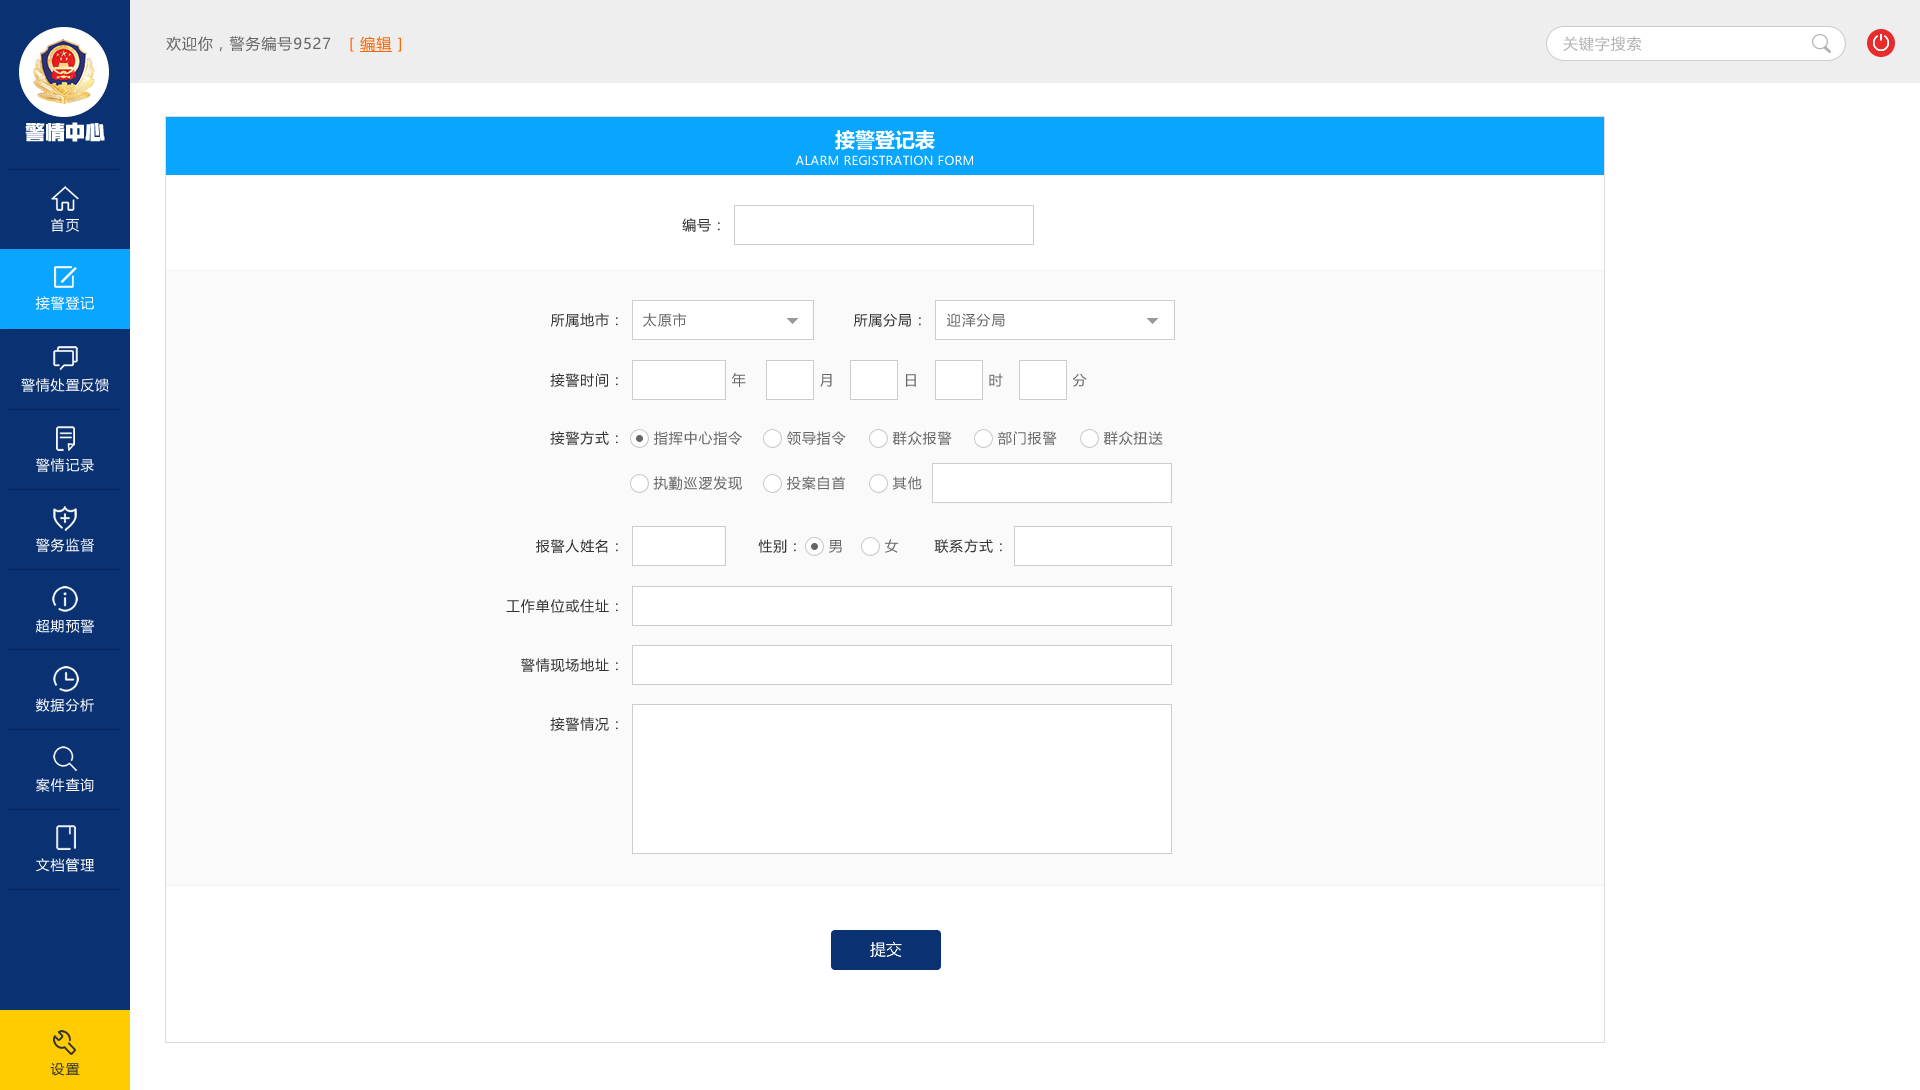 欢迎你，警务编号9527 [ 编辑 ]
关键字搜索
警情中心
首页
接警登记
警情处置反馈
警情记录
警务监督
超期预警
数据分析
案件查询
文档管理
设置
接警登记表
ALARM REGISTRATION FORM
编号：
所属地市： 太原市 所属分局： 迎泽分局
接警时间： 年 月 日 时 分
接警方式： 指挥中心指令 领导指令 群众报警 部门报警 群众扭送
执勤巡逻发现 投案自首 其他
报警人姓名： 性别： 男 女 联系方式：
工作单位或住址：
警情现场地址：
接警情况：
提交